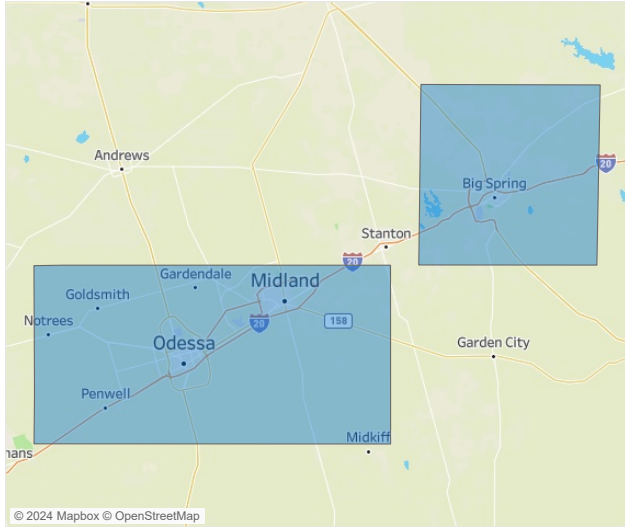 Andrews
20
Big Spring
Stanton
20
Gardendale
Midland
Goldsmith
Notrees
20
158
Odessa
Garden City
Penwell
Midkiff
nans
© 2024 Mapbox © OpenStreetMap